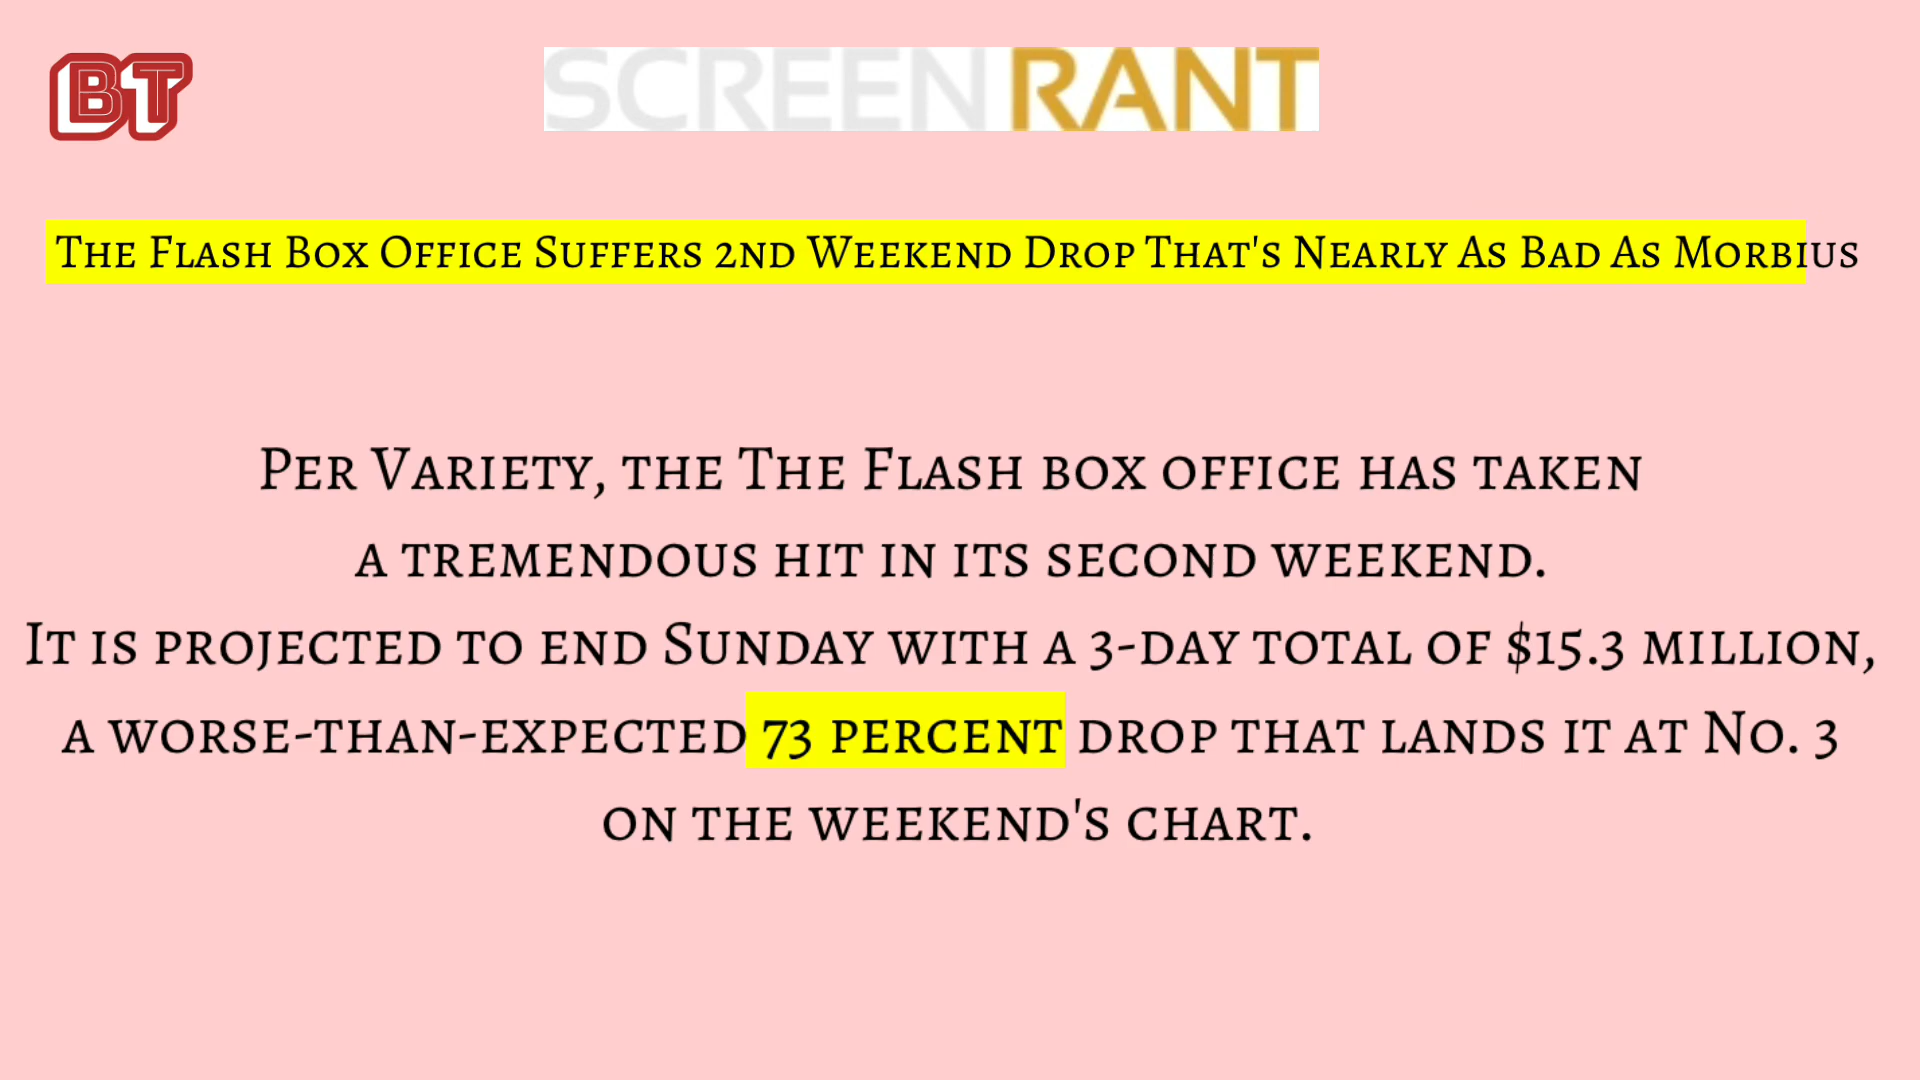 BT
SCREENRANT
The Flash Box Office Suffers 2nd Weekend Drop That's Nearly As Bad As Morbius
Per Variety, the The Flash box office has taken
a tremendous hit in its second weekend.
It is projected to end Sunday with a 3-day total of $15.3 million,
a worse-than-expected 73 percent drop that lands it at No. 3
on the weekend's chart.